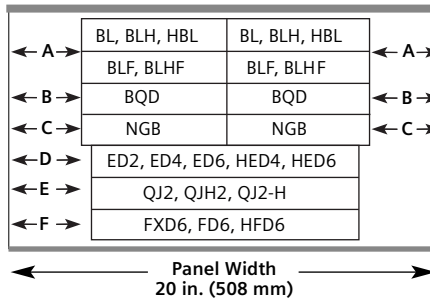 BL, BLH, HBL BL, BLH, HBL
A A
BLF, BLHF BLF, BLHF
B BQD BQD B
C NGB NGB C
D ED2, ED4, ED6, HED4, HED6
E QJ2, QJH2, QJ2-H
F FXD6, FD6, HFD6
Panel Width
20 in. (508 mm)